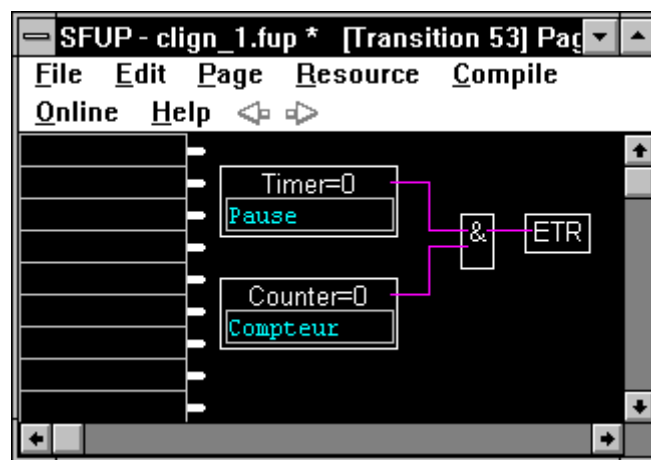 SFUP - clign_1.fup * [Transition 53] Pag
File Edit Page Resource Compile
Online Help
Timer=0
Pause
& ETR
Counter=0
Compteur